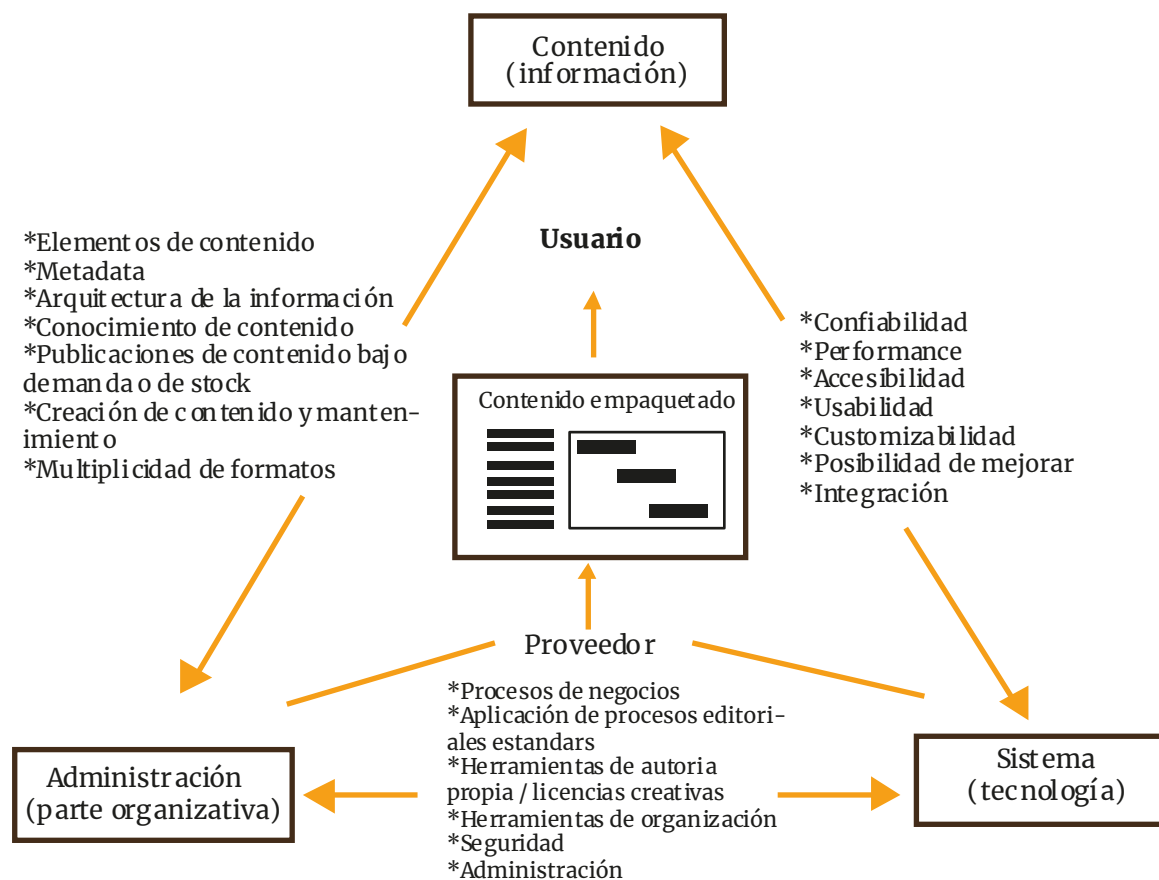 Contenido
(información)
*Elementos de contenido
*Metadata
*Arquitectura de la información
*Conocimiento de contenido
*Publicaciones de contenido bajo
demanda o de stock
*Creación de contenido y manten-
imiento
*Multiplicidad de formatos
Usuario
*Confiabilidad
*Performance
*Accesibilidad
*Usabilidad
*Customizabilidad
*Posibilidad de mejorar
*Integración
Contenido empaquetado
Proveedor
*Procesos de negocios
*Aplicación de procesos editori-
ales estandars
*Herramientas de autoria
propia / licencias creativas
*Herramientas de organización
*Seguridad
*Administración
Administración
(parte organizativa)
Sistema
(tecnología)